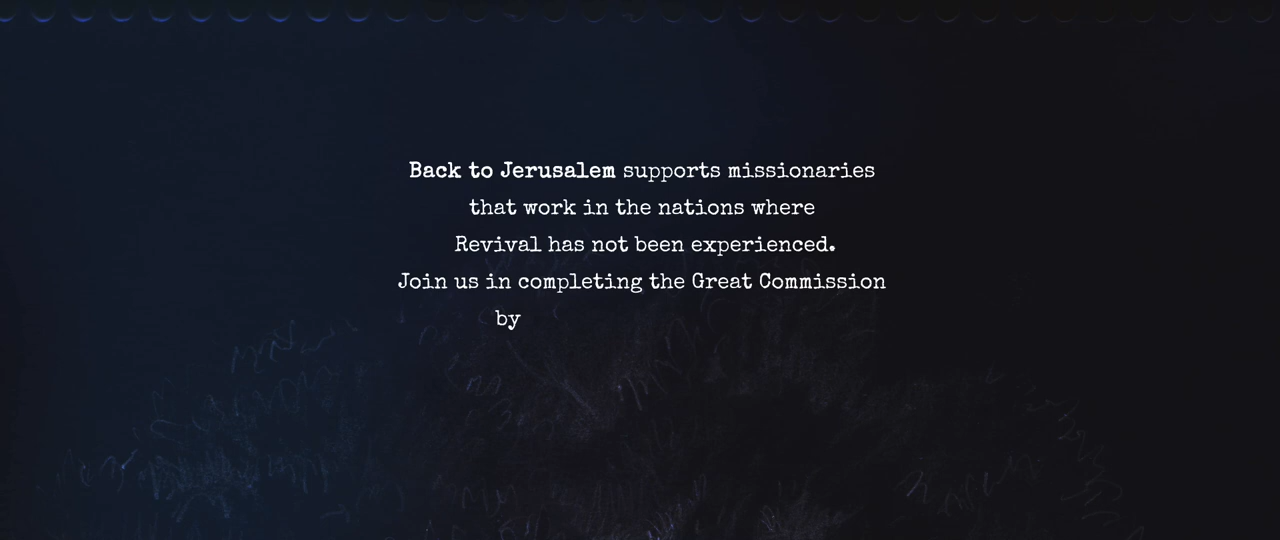 Back to Jerusalem supports missionaries
that work in the nations where
Revival has not been experienced.
Join us in completing the Great Commission
by